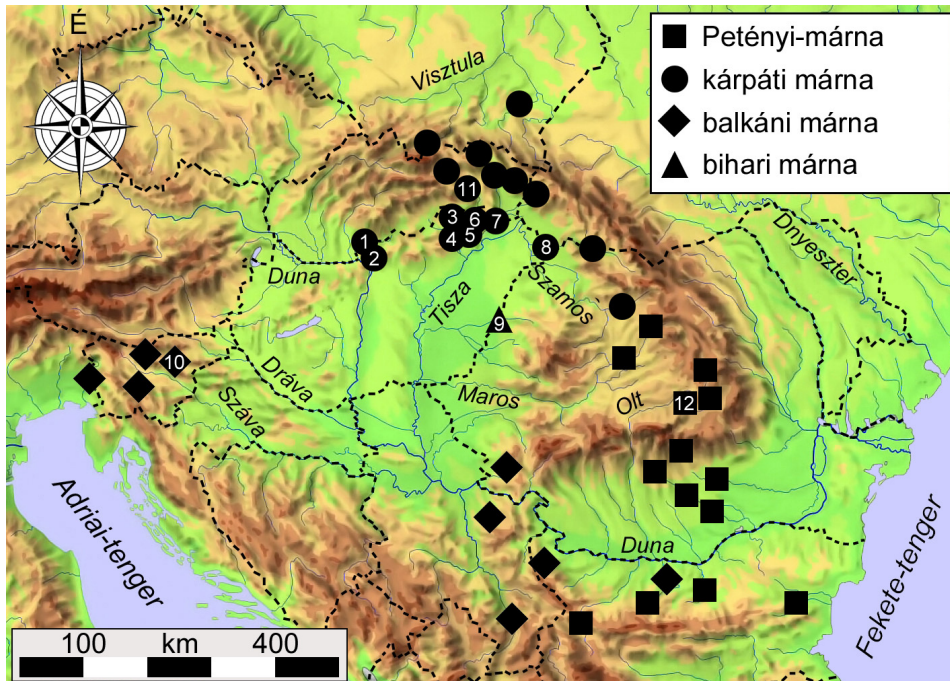 É
Petényi-márna
kárpáti márna
balkáni márna
bihari márna
Visztula
Dnyeszter
11
3
6
7
1
4
5
2
8
Duna
Tisza
Szamos
9
10
Dráva
Maros
Olt
12
Száva
Adriai-tenger
Duna
Fekete-tenger
100 km 400